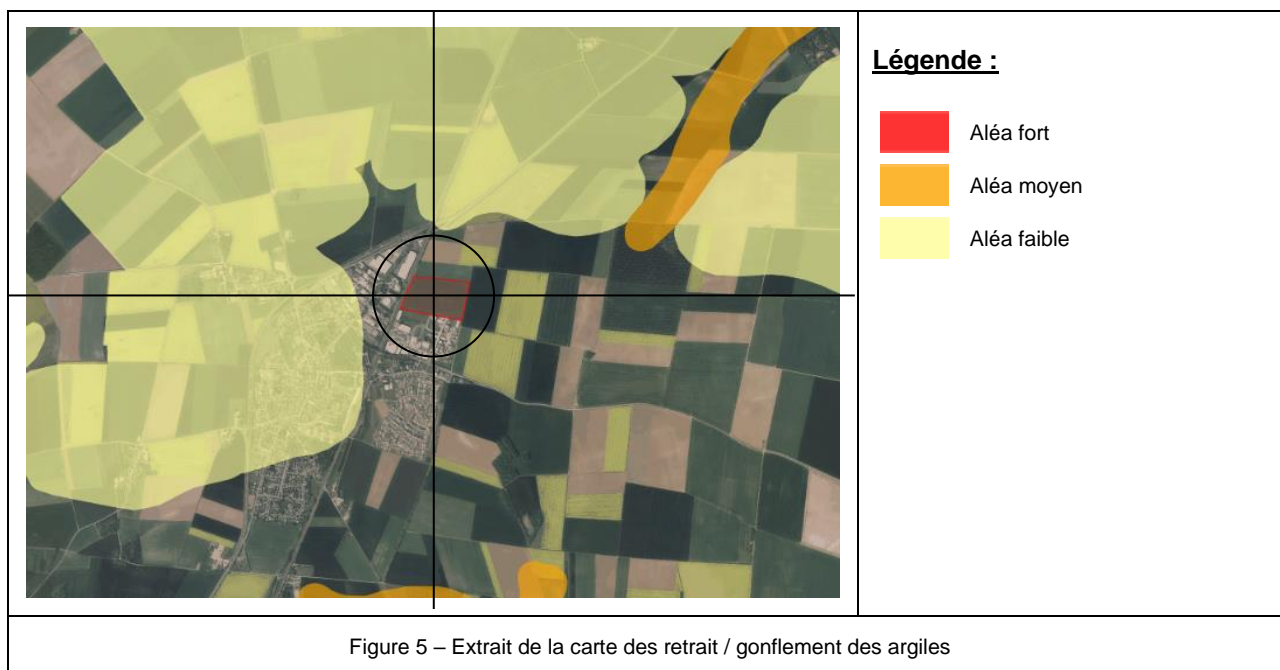 Légende :
Aléa fort
Aléa moyen
Aléa faible
Figure 5 – Extrait de la carte des retrait / gonflement des argiles